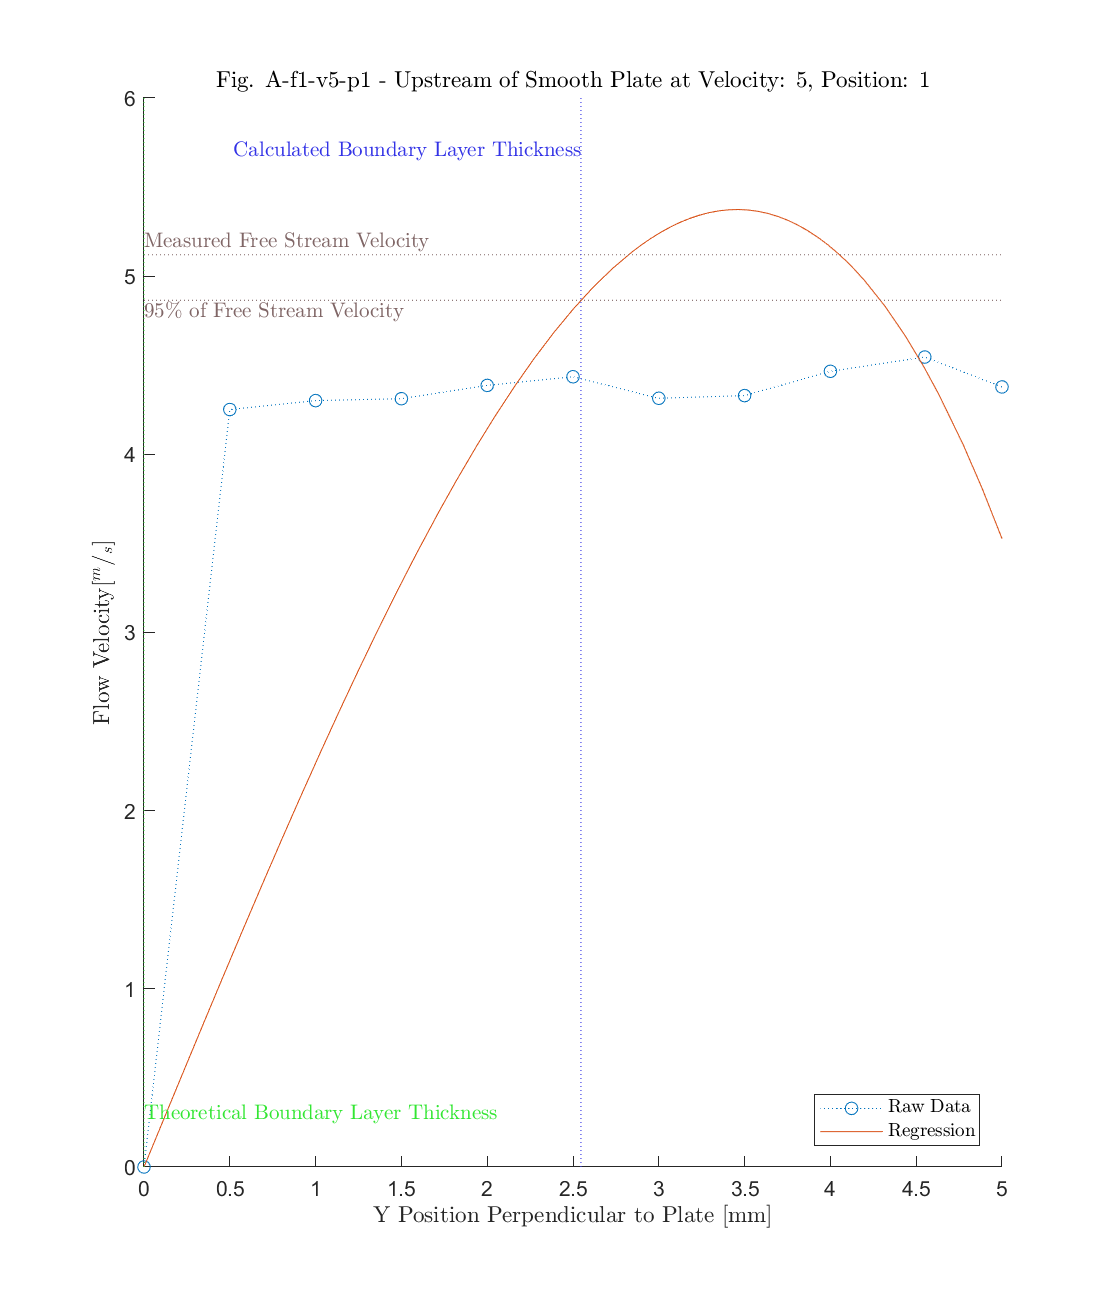 Fig. A-f1-v5-p1 - Upstream of Smooth Plate at Velocity: 5, Position: 1
6
Calculated Boundary Layer Thickness
Measured Free Stream Velocity
5
95% of Free Stream Velocity
4
Flow Velocity[m/s]
3
2
1
Theoretical Boundary Layer Thickness
Raw Data
Regression
0
0 0.5 1 1.5 2 2.5 3 3.5 4 4.5 5
Y Position Perpendicular to Plate [mm]